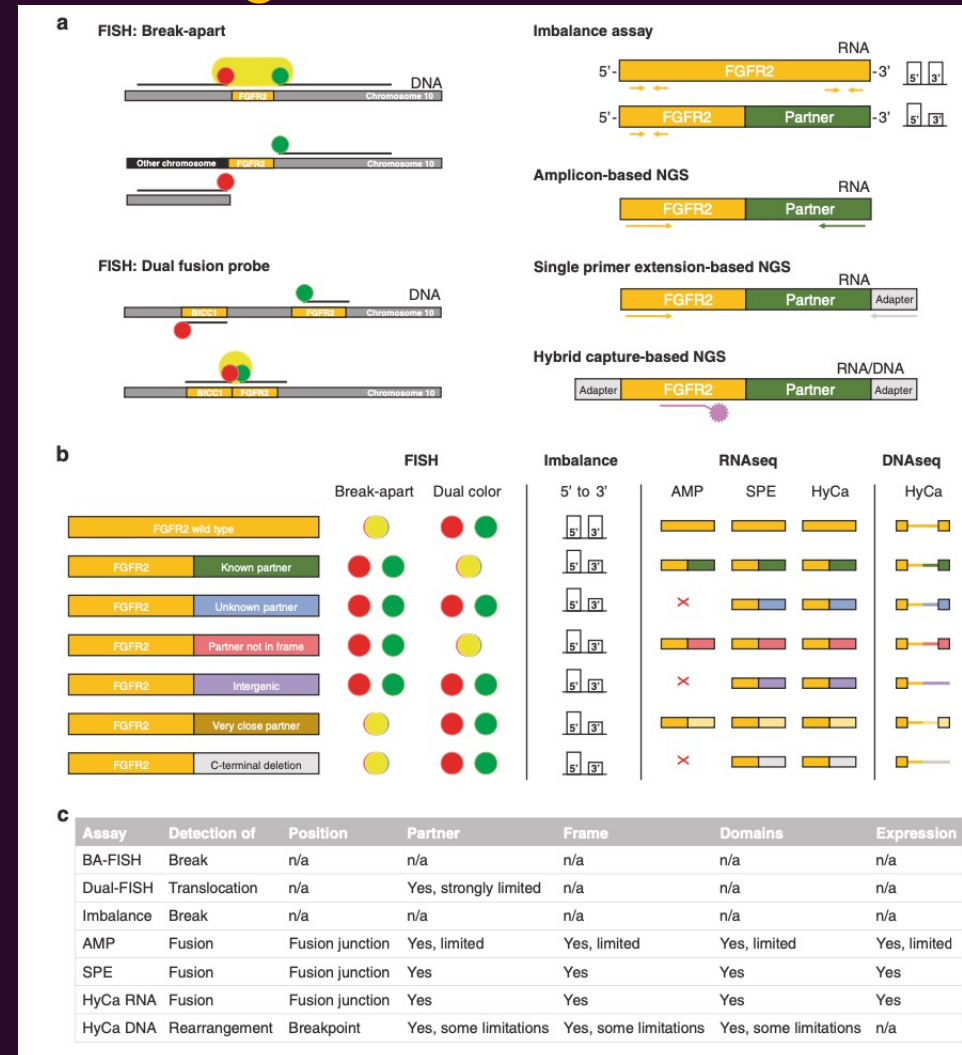 a
FISH: Break-apart
DNA
FGFR2 Chromosome 10
Other chromosome FGFR2 Chromosome 10
FISH: Dual fusion probe
DNA
BICC1 FGFR2 Chromosome 10
BICC1 FGFR2 Chromosome 10
Imbalance assay
RNA
5'- FGFR2 -3' 5' 3'
5'- FGFR2 Partner -3' 5' 3'
Amplicon-based NGS
RNA
FGFR2 Partner
Single primer extension-based NGS
RNA
FGFR2 Partner Adapter
Hybrid capture-based NGS
RNA/DNA
Adapter FGFR2 Partner Adapter
b
FISH Imbalance RNAseq DNAseq
Break-apart Dual color 5' to 3' AMP SPE HyCa HyCa
FGFR2 wild type 5' 3'
FGFR2 Known partner 5' 3'
FGFR2 Unknown partner 5' 3'
FGFR2 Partner not in frame 5' 3'
FGFR2 Intergenic 5' 3'
FGFR2 Very close partner 5' 3'
FGFR2 C-terminal deletion 5' 3'
c
Assay Detection of Position Partner Frame Domains Expression
BA-FISH Break n/a n/a n/a n/a n/a
Dual-FISH Translocation n/a Yes, strongly limited n/a n/a n/a
Imbalance Break n/a n/a n/a n/a n/a
AMP Fusion Fusion junction Yes, limited Yes, limited Yes, limited Yes, limited
SPE Fusion Fusion junction Yes Yes Yes Yes
HyCa RNA Fusion Fusion junction Yes Yes Yes Yes
HyCa DNA Rearrangement Breakpoint Yes, some limitations Yes, some limitations Yes, some limitations n/a